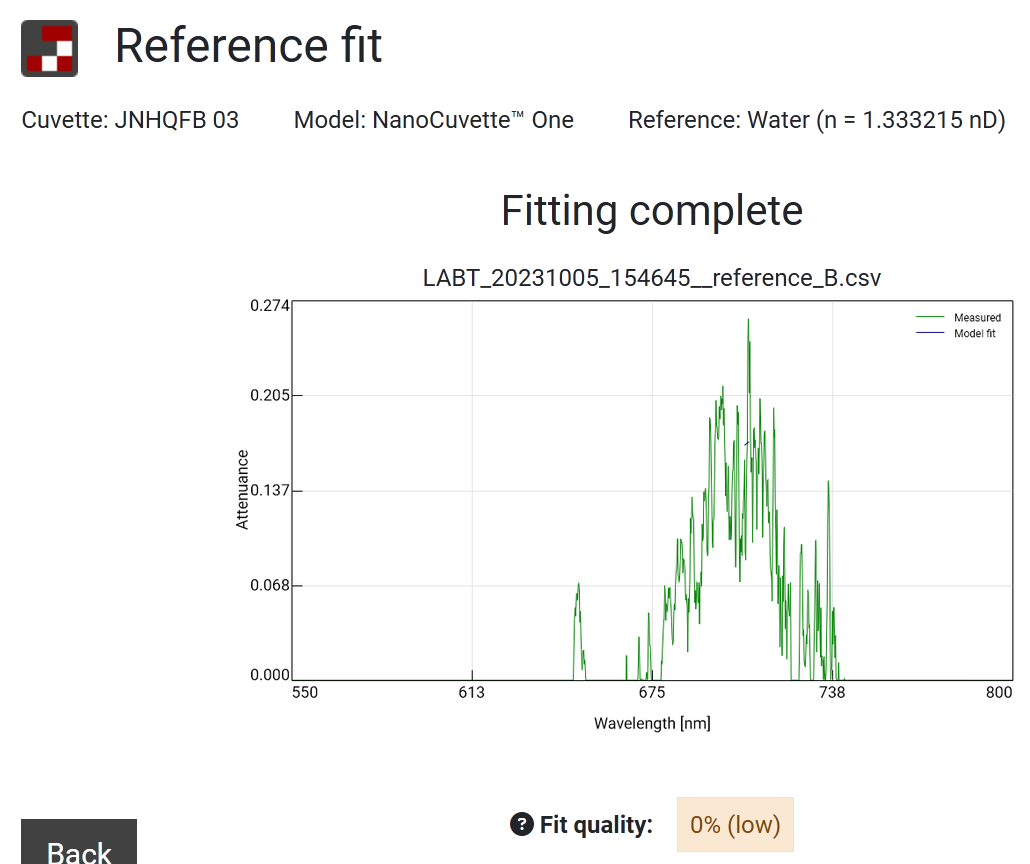 Reference fit
Cuvette: JNHQFB 03 Model: NanoCuvette™ One Reference: Water (n = 1.333215 nD)
Fitting complete
LABT_20231005_154645__reference_B.csv
0.274
Measured
Model fit
0.205
0.137
0.068
0.000
Attenuance
550 613 675 738 800
Wavelength [nm]
? Fit quality: 0% (low)
Back